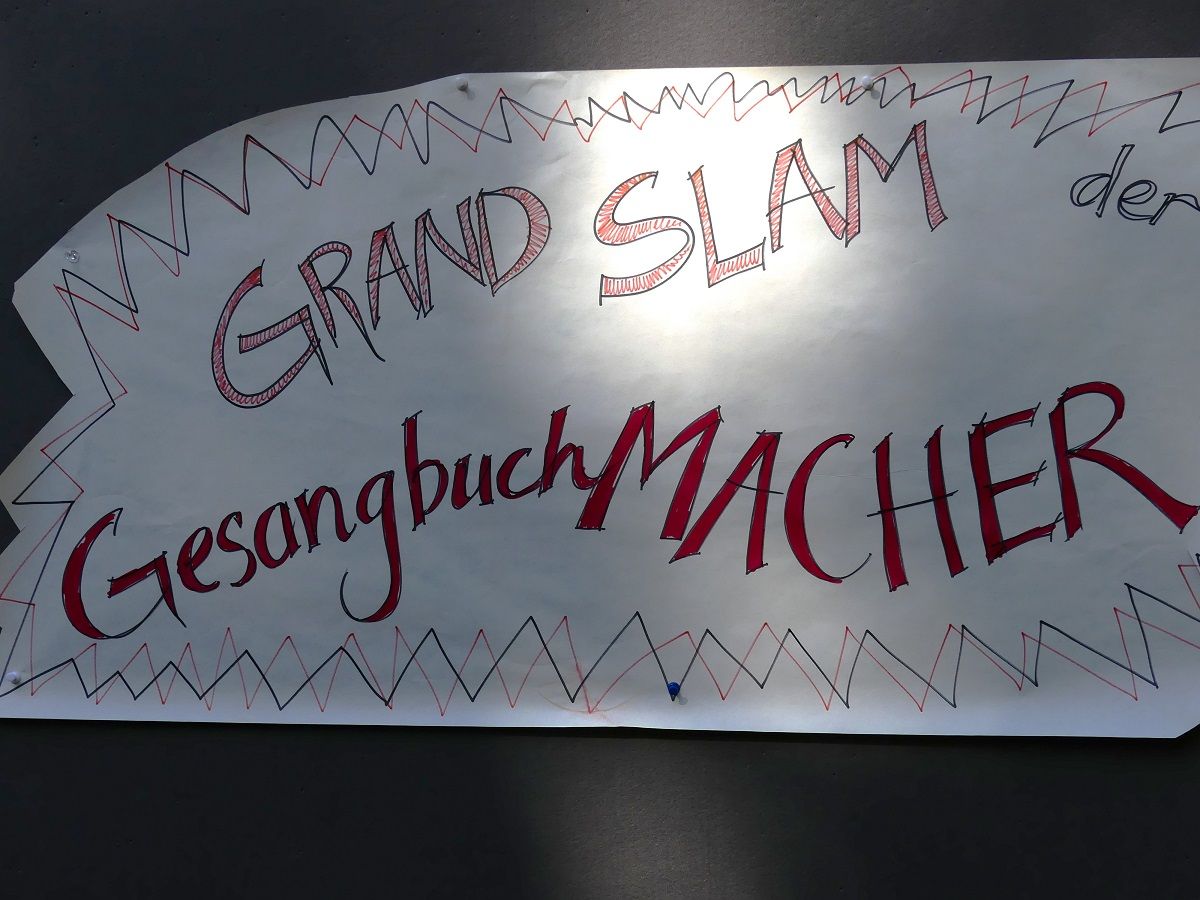 GRAND SLAM der
GesangbuchMACHER